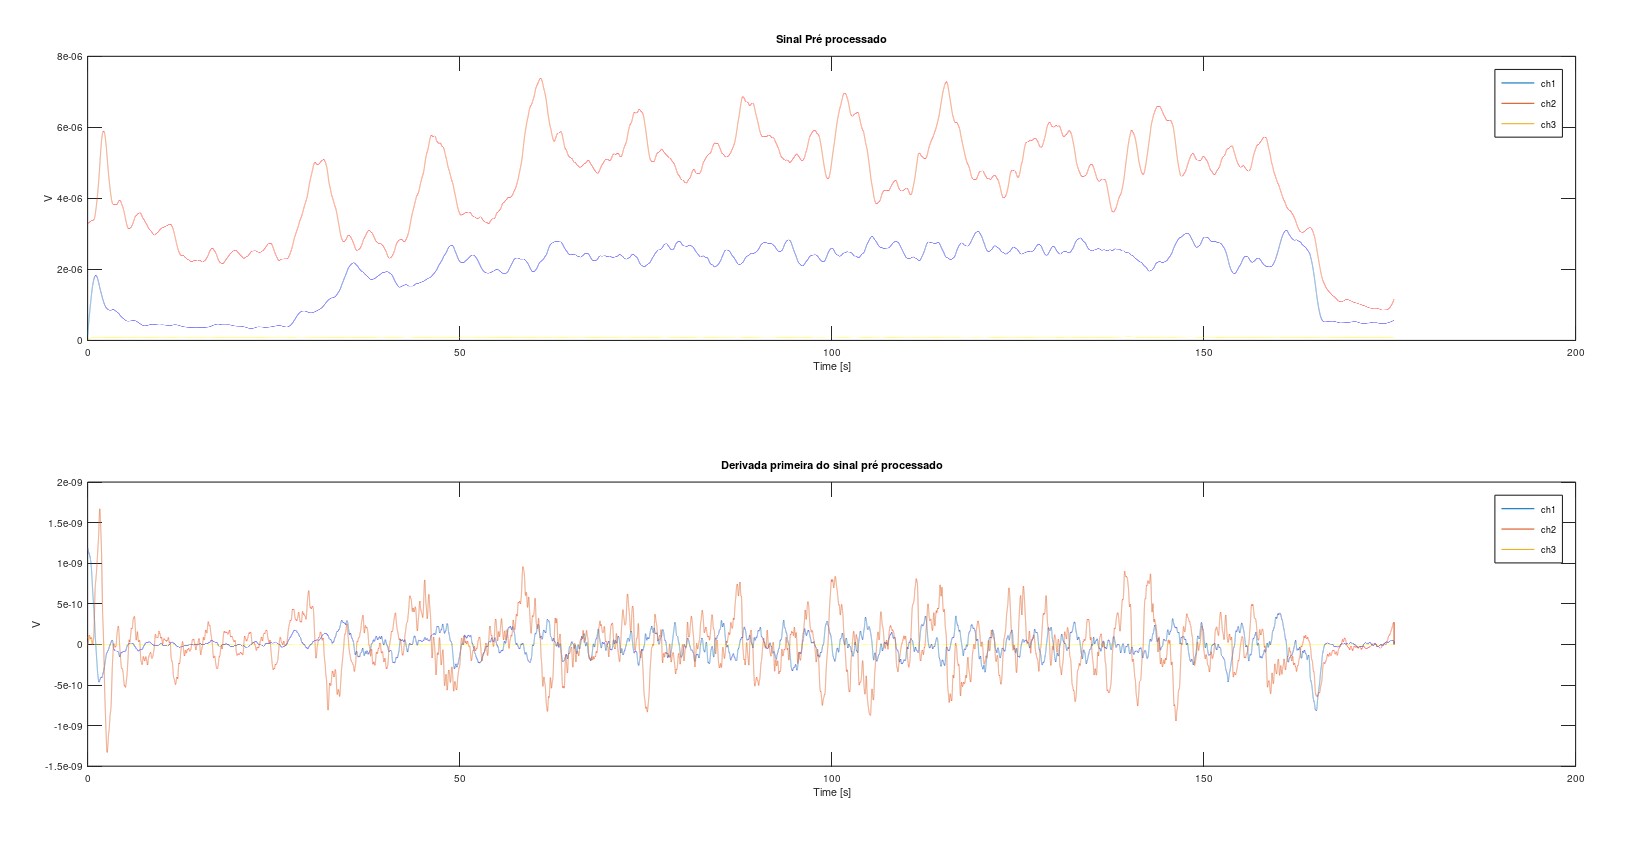 Sinal Pré processado
8e-06
6e-06
4e-06
2e-06
0
V
0
50
100
150
200
Time [s]
ch1
ch2
ch3
Derivada primeira do sinal pré processado
2e-09
1.5e-09
1e-09
5e-10
0
-5e-10
-1e-09
-1.5e-09
V
0
50
100
150
200
Time [s]
ch1
ch2
ch3